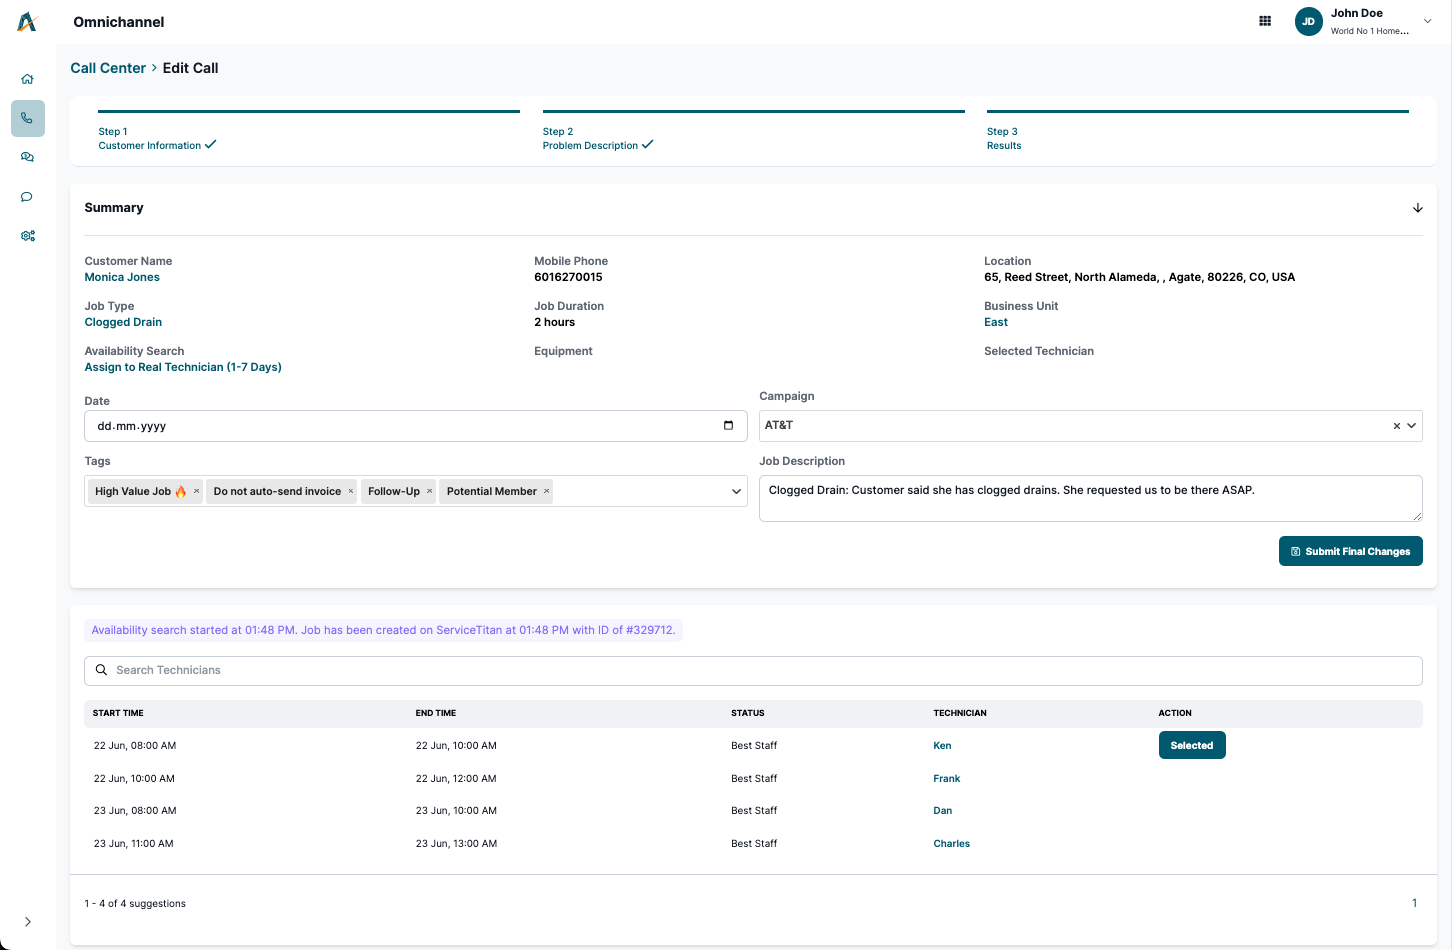 Omnichannel
JD
John Doe
World No 1 Home...
Call Center > Edit Call
Step 1
Customer Information
Step 2
Problem Description
Step 3
Results
Summary
Customer Name
Monica Jones
Mobile Phone
6016270015
Location
65, Reed Street, North Alameda, , Agate, 80226, CO, USA
Job Type
Clogged Drain
Job Duration
2 hours
Business Unit
East
Availability Search
Assign to Real Technician (1-7 Days)
Equipment
Selected Technician
Date
dd.mm.yyyy
Campaign
AT&T
Tags
High Value Job 🔥 × Do not auto-send invoice × Follow-Up × Potential Member ×
Job Description
Clogged Drain: Customer said she has clogged drains. She requested us to be there ASAP.
Submit Final Changes
Availability search started at 01:48 PM. Job has been created on ServiceTitan at 01:48 PM with ID of #329712.
Search Technicians
START TIME END TIME STATUS TECHNICIAN ACTION
22 Jun, 08:00 AM 22 Jun, 10:00 AM Best Staff Ken Selected
22 Jun, 10:00 AM 22 Jun, 12:00 AM Best Staff Frank
23 Jun, 08:00 AM 23 Jun, 10:00 AM Best Staff Dan
23 Jun, 11:00 AM 23 Jun, 13:00 AM Best Staff Charles
1 - 4 of 4 suggestions
1